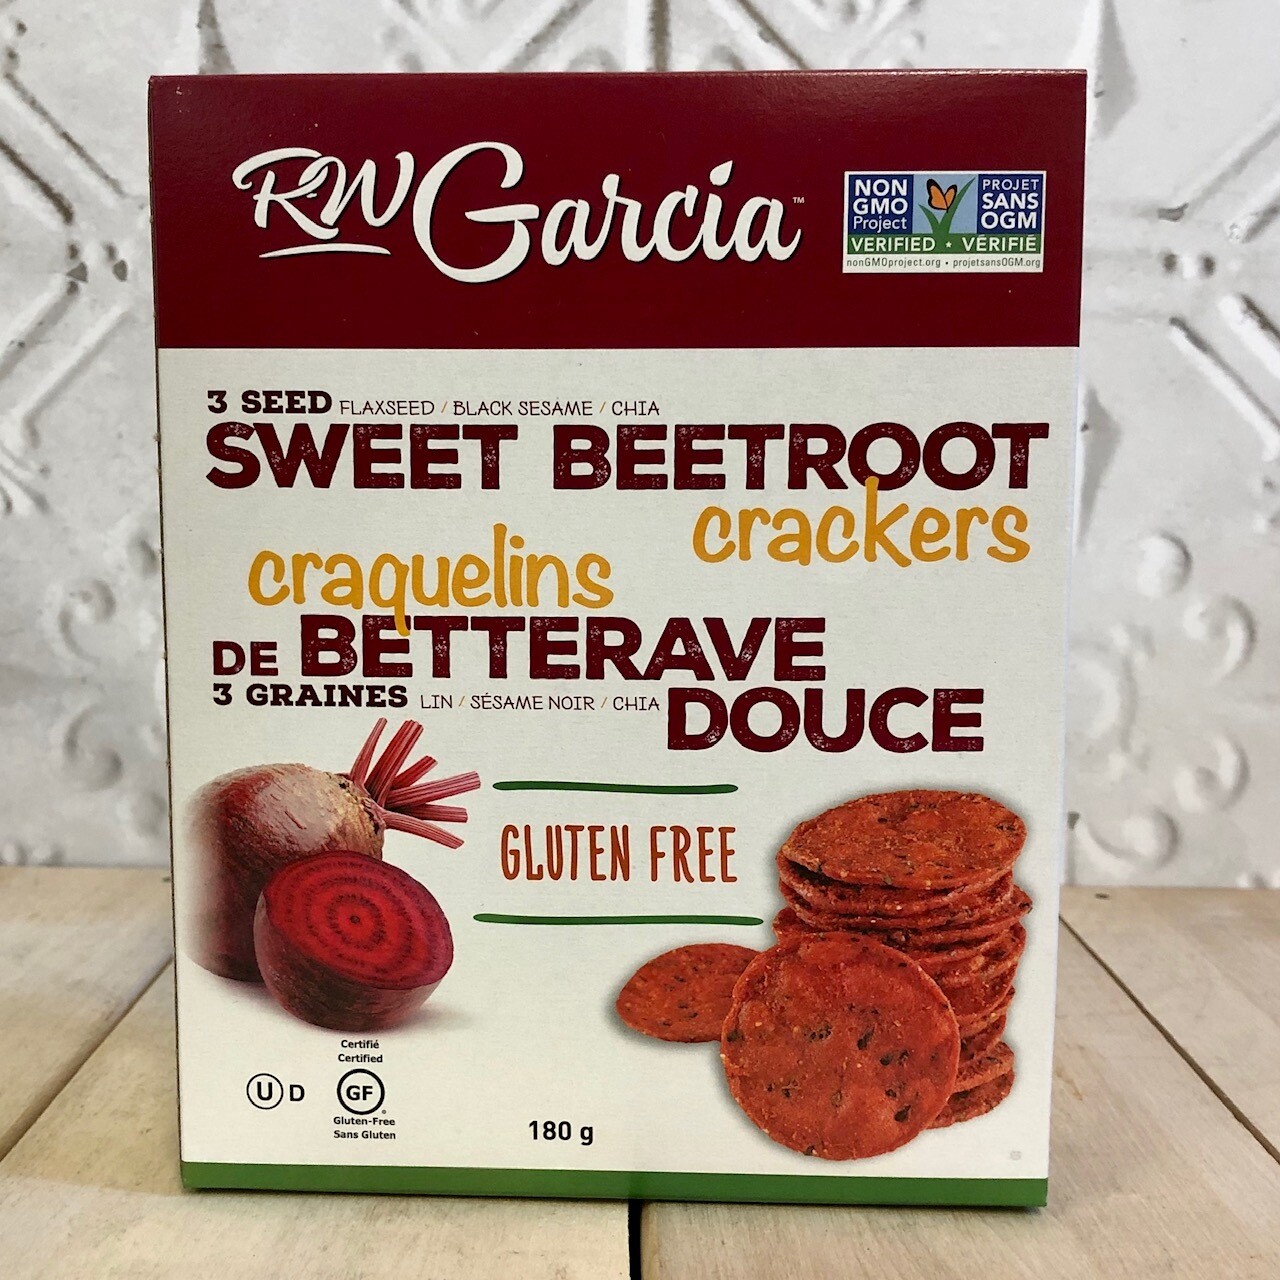 RW Garcia™
NON GMO Project
PROJET SANS OGM
VERIFIED • VÉRIFIÉ
nonGMOproject.org • projetsansOGM.org
3 SEED FLAXSEED / BLACK SESAME / CHIA
SWEET BEETROOT
crackers
craquelins
DE BETTERAVE
3 GRAINES LIN / SÉSAME NOIR / CHIA DOUCE
GLUTEN FREE
Certifié
Certified
U D GF
Gluten-Free
Sans Gluten
180 g